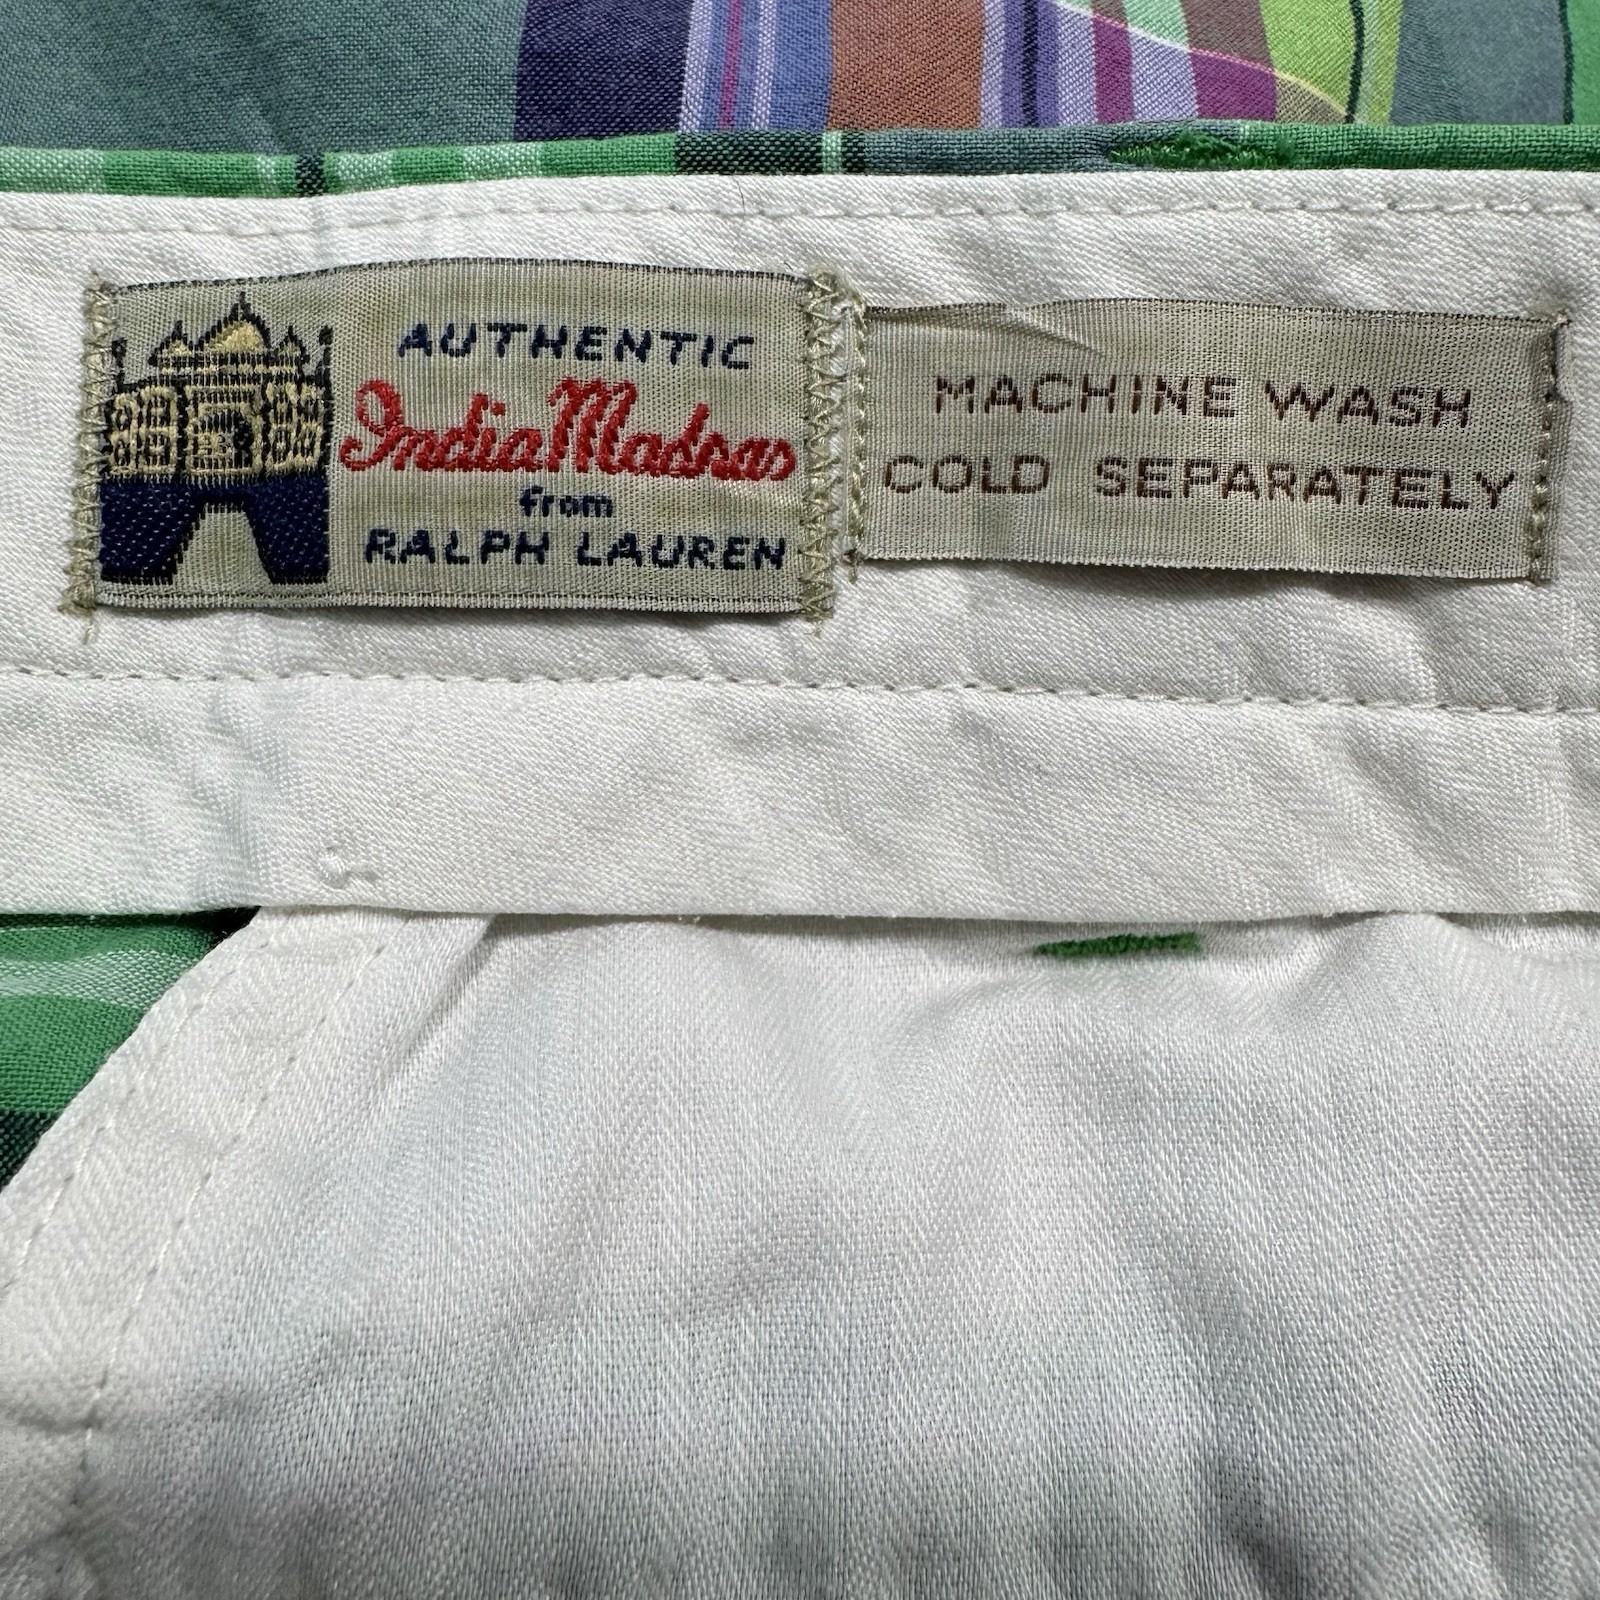 AUTHENTIC
India Madras
from
RALPH LAUREN
MACHINE WASH
COLD SEPARATELY